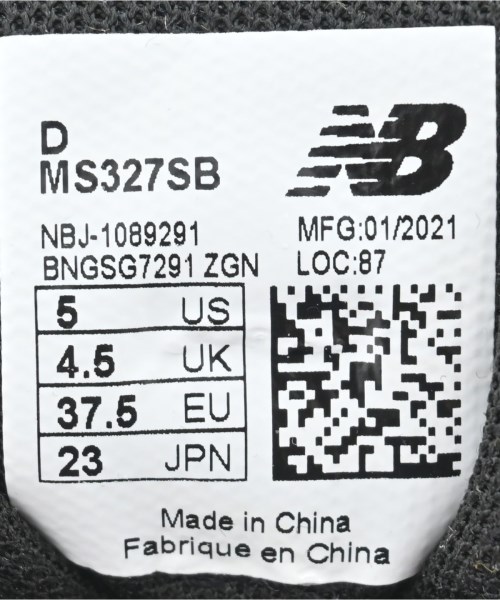 D
MS327SB
NB
NBJ-1089291
BNGSG7291 ZGN
MFG:01/2021
LOC:87
5 US
4.5 UK
37.5 EU
23 JPN
Made in China
Fabrique en China